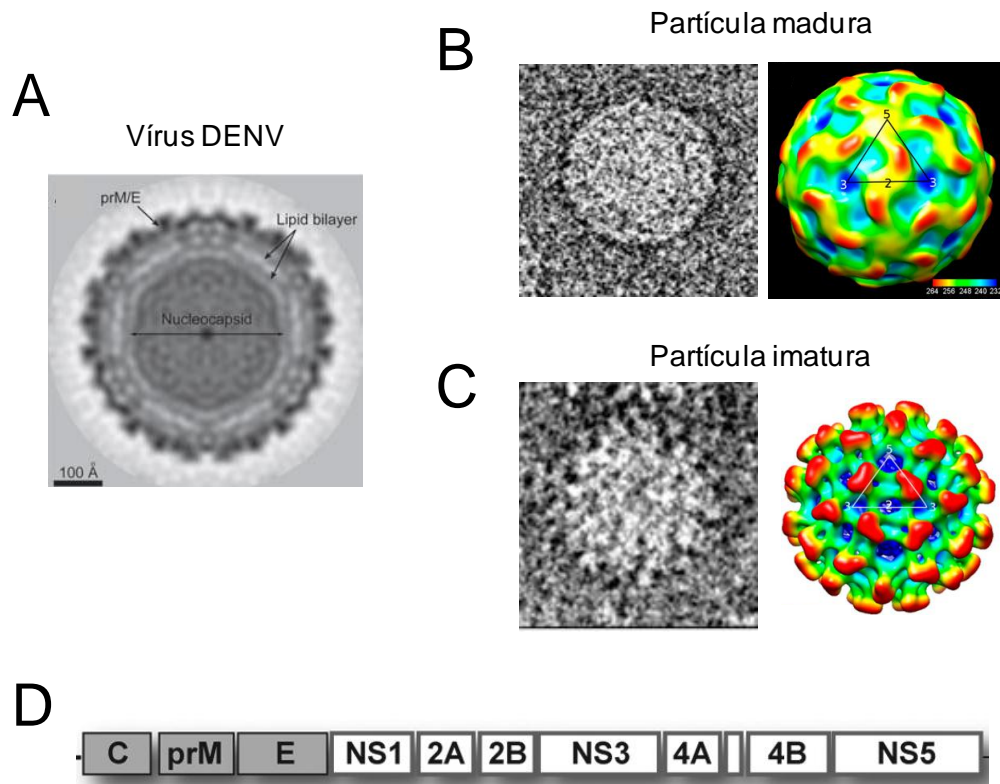 A
Vírus DENV
prM/E
Lipid bilayer
Nucleocapsid
100 Å
B
Partícula madura
5
3 2 3
264 256 248 240 232
C
Partícula imatura
5
3 2 3
D
C prM E NS1 2A 2B NS3 4A 4B NS5